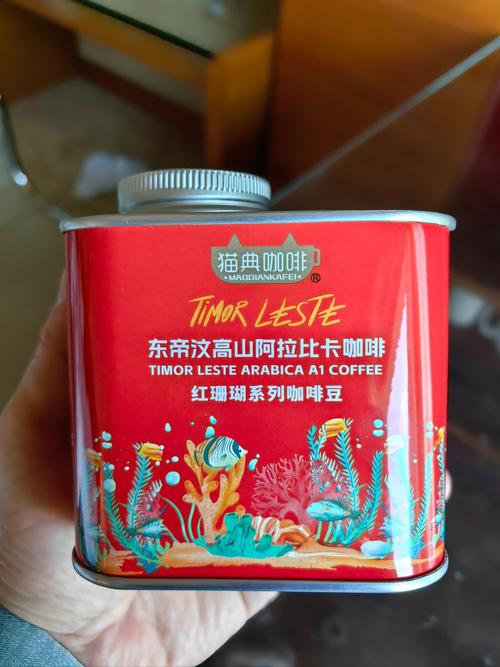 猫典咖啡
MAODIANKAFEI
®
TIMOR LESTE
东帝汶高山阿拉比卡咖啡
TIMOR LESTE ARABICA A1 COFFEE
红珊瑚系列咖啡豆